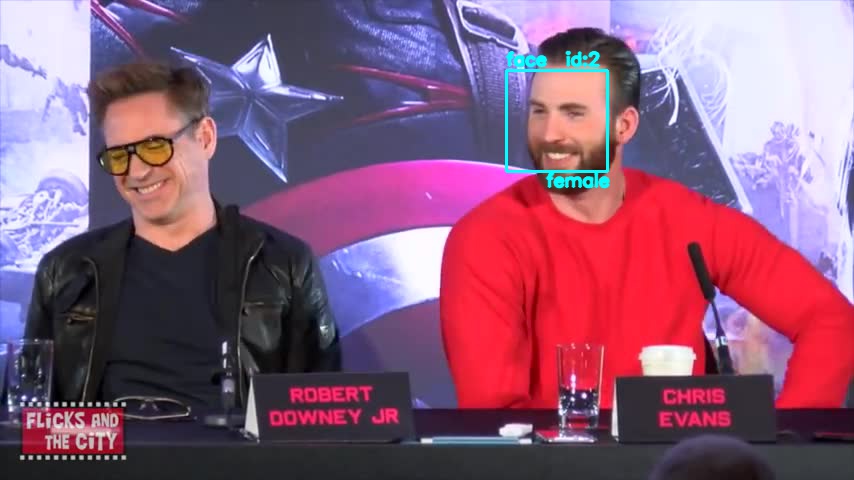 face id:2
female
ROBERT
DOWNEY JR
CHRIS
EVANS
FLiCKS AND
THE CiTY